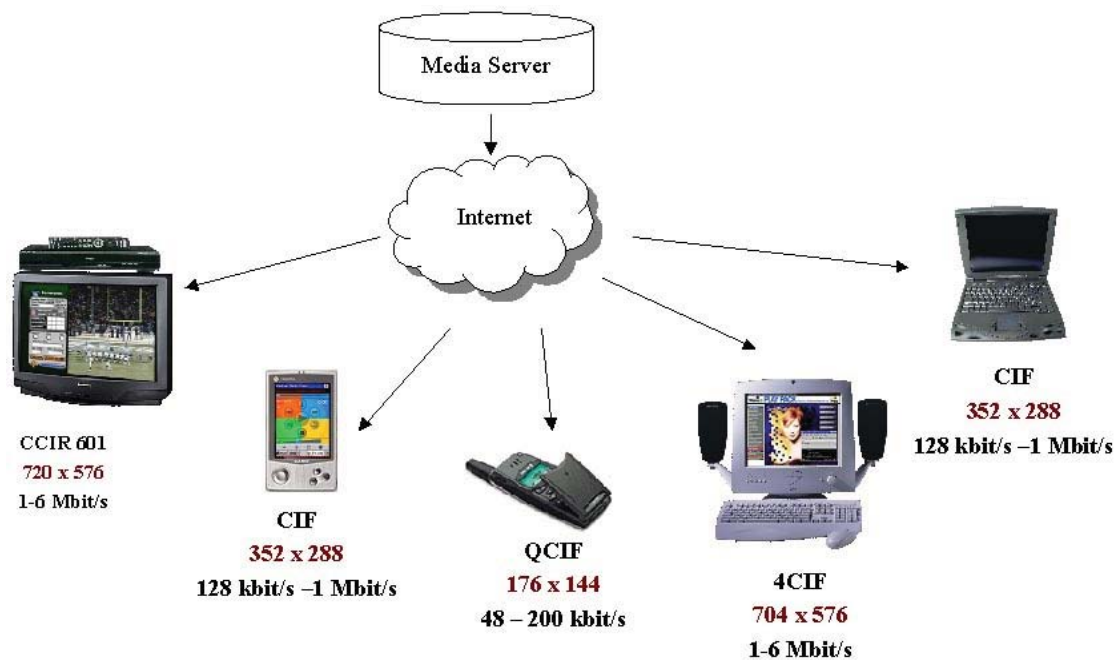 Media Server
Internet
CCIR 601
720 x 576
1-6 Mbit/s
CIF
352 x 288
128 kbit/s –1 Mbit/s
QCIF
176 x 144
48 – 200 kbit/s
4CIF
704 x 576
1-6 Mbit/s
CIF
352 x 288
128 kbit/s –1 Mbit/s